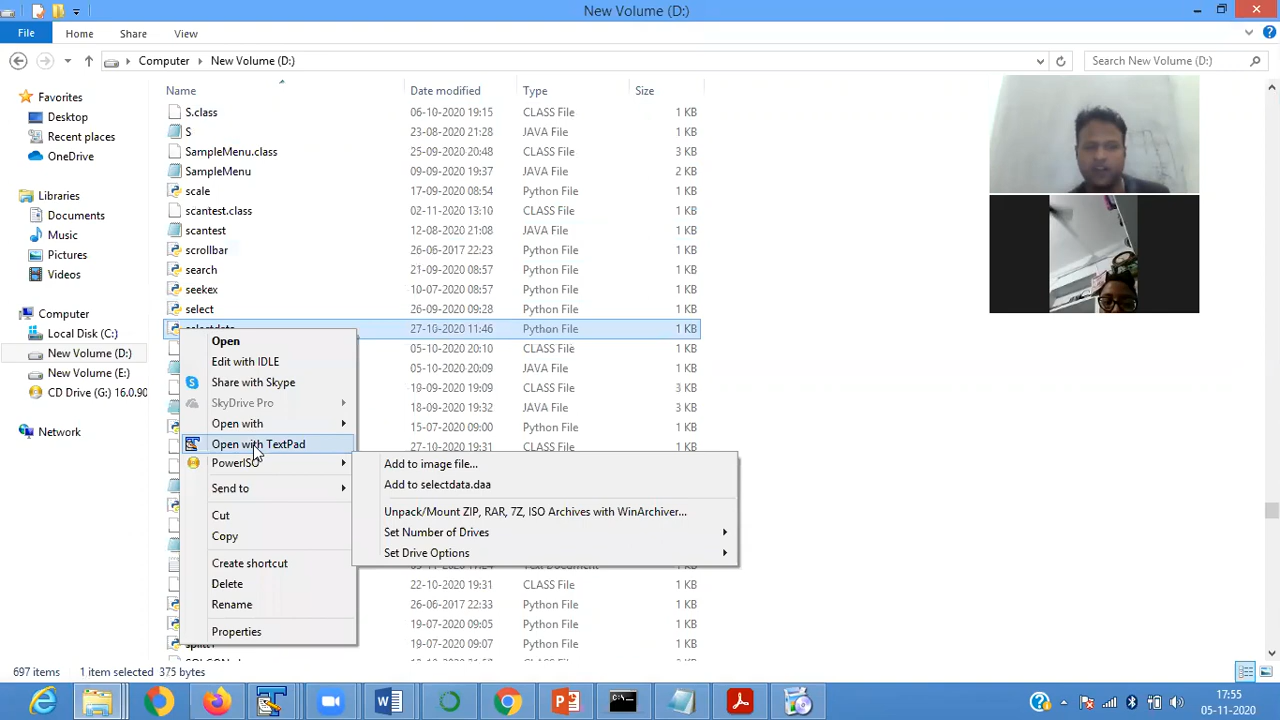 New Volume (D:)
File Home Share View
Computer New Volume (D:) Search New Volume (D:)
Name Date modified Type Size
Favorites
Desktop
Recent places
OneDrive
Libraries
Documents
Music
Pictures
Videos
Computer
Local Disk (C:)
New Volume (D:)
New Volume (E:)
CD Drive (G:) 16.0.90
Network
S.class 06-10-2020 19:15 CLASS File 1 KB
S 23-08-2020 21:28 JAVA File 1 KB
SampleMenu.class 25-09-2020 20:48 CLASS File 3 KB
SampleMenu 09-09-2020 19:37 JAVA File 2 KB
scale 17-09-2020 08:54 Python File 1 KB
scantest.class 02-11-2020 13:10 CLASS File 1 KB
scantest 12-08-2020 21:08 JAVA File 1 KB
scrollbar 26-06-2017 22:23 Python File 1 KB
search 21-09-2020 08:57 Python File 1 KB
seekex 10-07-2020 08:57 Python File 1 KB
select 26-09-2020 09:28 Python File 1 KB
selectdata 27-10-2020 11:46 Python File 1 KB
05-10-2020 20:10 CLASS File 1 KB
05-10-2020 20:09 JAVA File 1 KB
19-09-2020 19:09 CLASS File 3 KB
18-09-2020 19:32 JAVA File 2 KB
15-07-2020 09:00 Python File 1 KB
27-10-2020 CLASS File 1 KB
22-10-2020 19:31 CLASS File 1 KB
26-06-2017 22:33 Python File 1 KB
19-07-2020 09:05 Python File 1 KB
19-07-2020 09:04 Python File 1 KB
Open
Edit with IDLE
Share with Skype
SkyDrive Pro
Open with
Open with TextPad
PowerISO
Send to
Cut
Copy
Create shortcut
Delete
Rename
Properties
Add to image file...
Add to selectdata.daa
Unpack/Mount ZIP, RAR, 7Z, ISO Archives with WinArchiver...
Set Number of Drives
Set Drive Options
697 items 1 item selected 375 bytes
17:55
05-11-2020